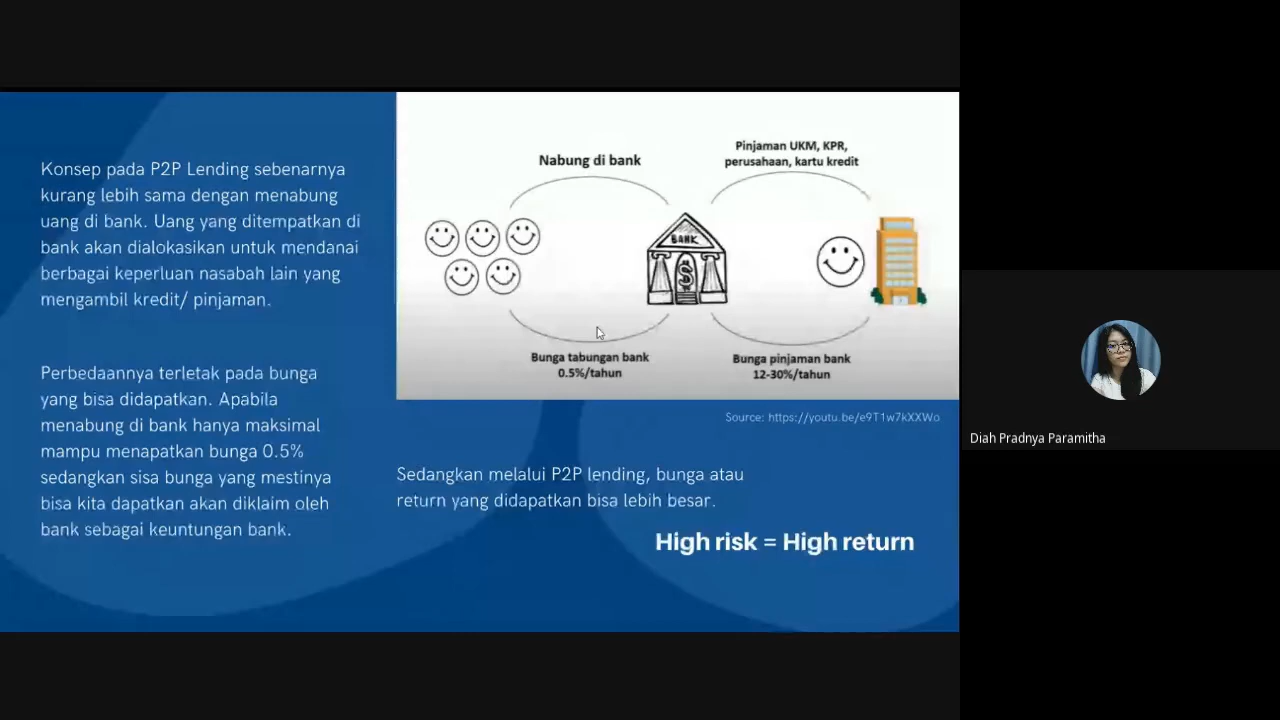 Konsep pada P2P Lending sebenarnya
kurang lebih sama dengan menabung
uang di bank. Uang yang ditempatkan di
bank akan dialokasikan untuk mendanai
berbagai keperluan nasabah lain yang
mengambil kredit/ pinjaman.
Perbedaannya terletak pada bunga
yang bisa didapatkan. Apabila
menabung di bank hanya maksimal
mampu menapatkan bunga 0.5%
sedangkan sisa bunga yang mestinya
bisa kita dapatkan akan diklaim oleh
bank sebagai keuntungan bank.
Nabung di bank
Pinjaman UKM, KPR,
perusahaan, kartu kredit
BANK
$
Bunga tabungan bank
0.5%/tahun
Bunga pinjaman bank
12-30%/tahun
Source: https://youtu.be/e9T1w7kXXWo
Sedangkan melalui P2P lending, bunga atau
return yang didapatkan bisa lebih besar.
High risk = High return
Diah Pradnya Paramitha